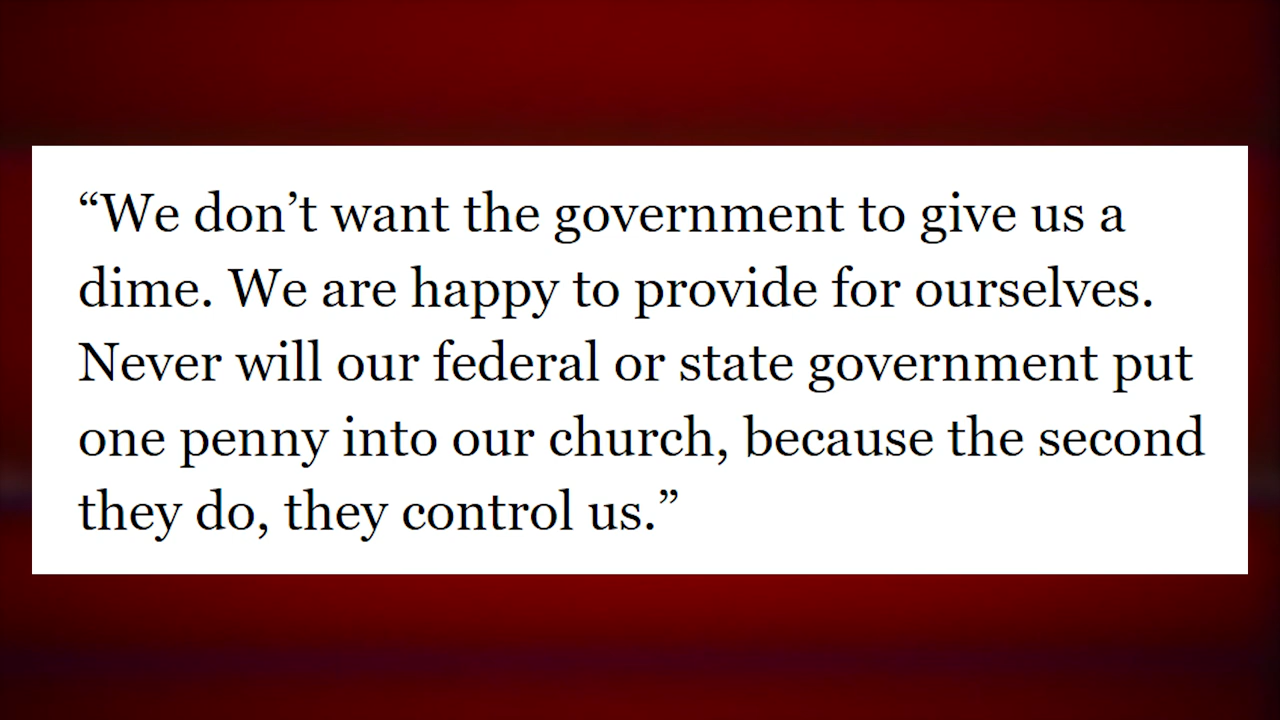 “We don’t want the government to give us a
dime. We are happy to provide for ourselves.
Never will our federal or state government put
one penny into our church, because the second
they do, they control us.”